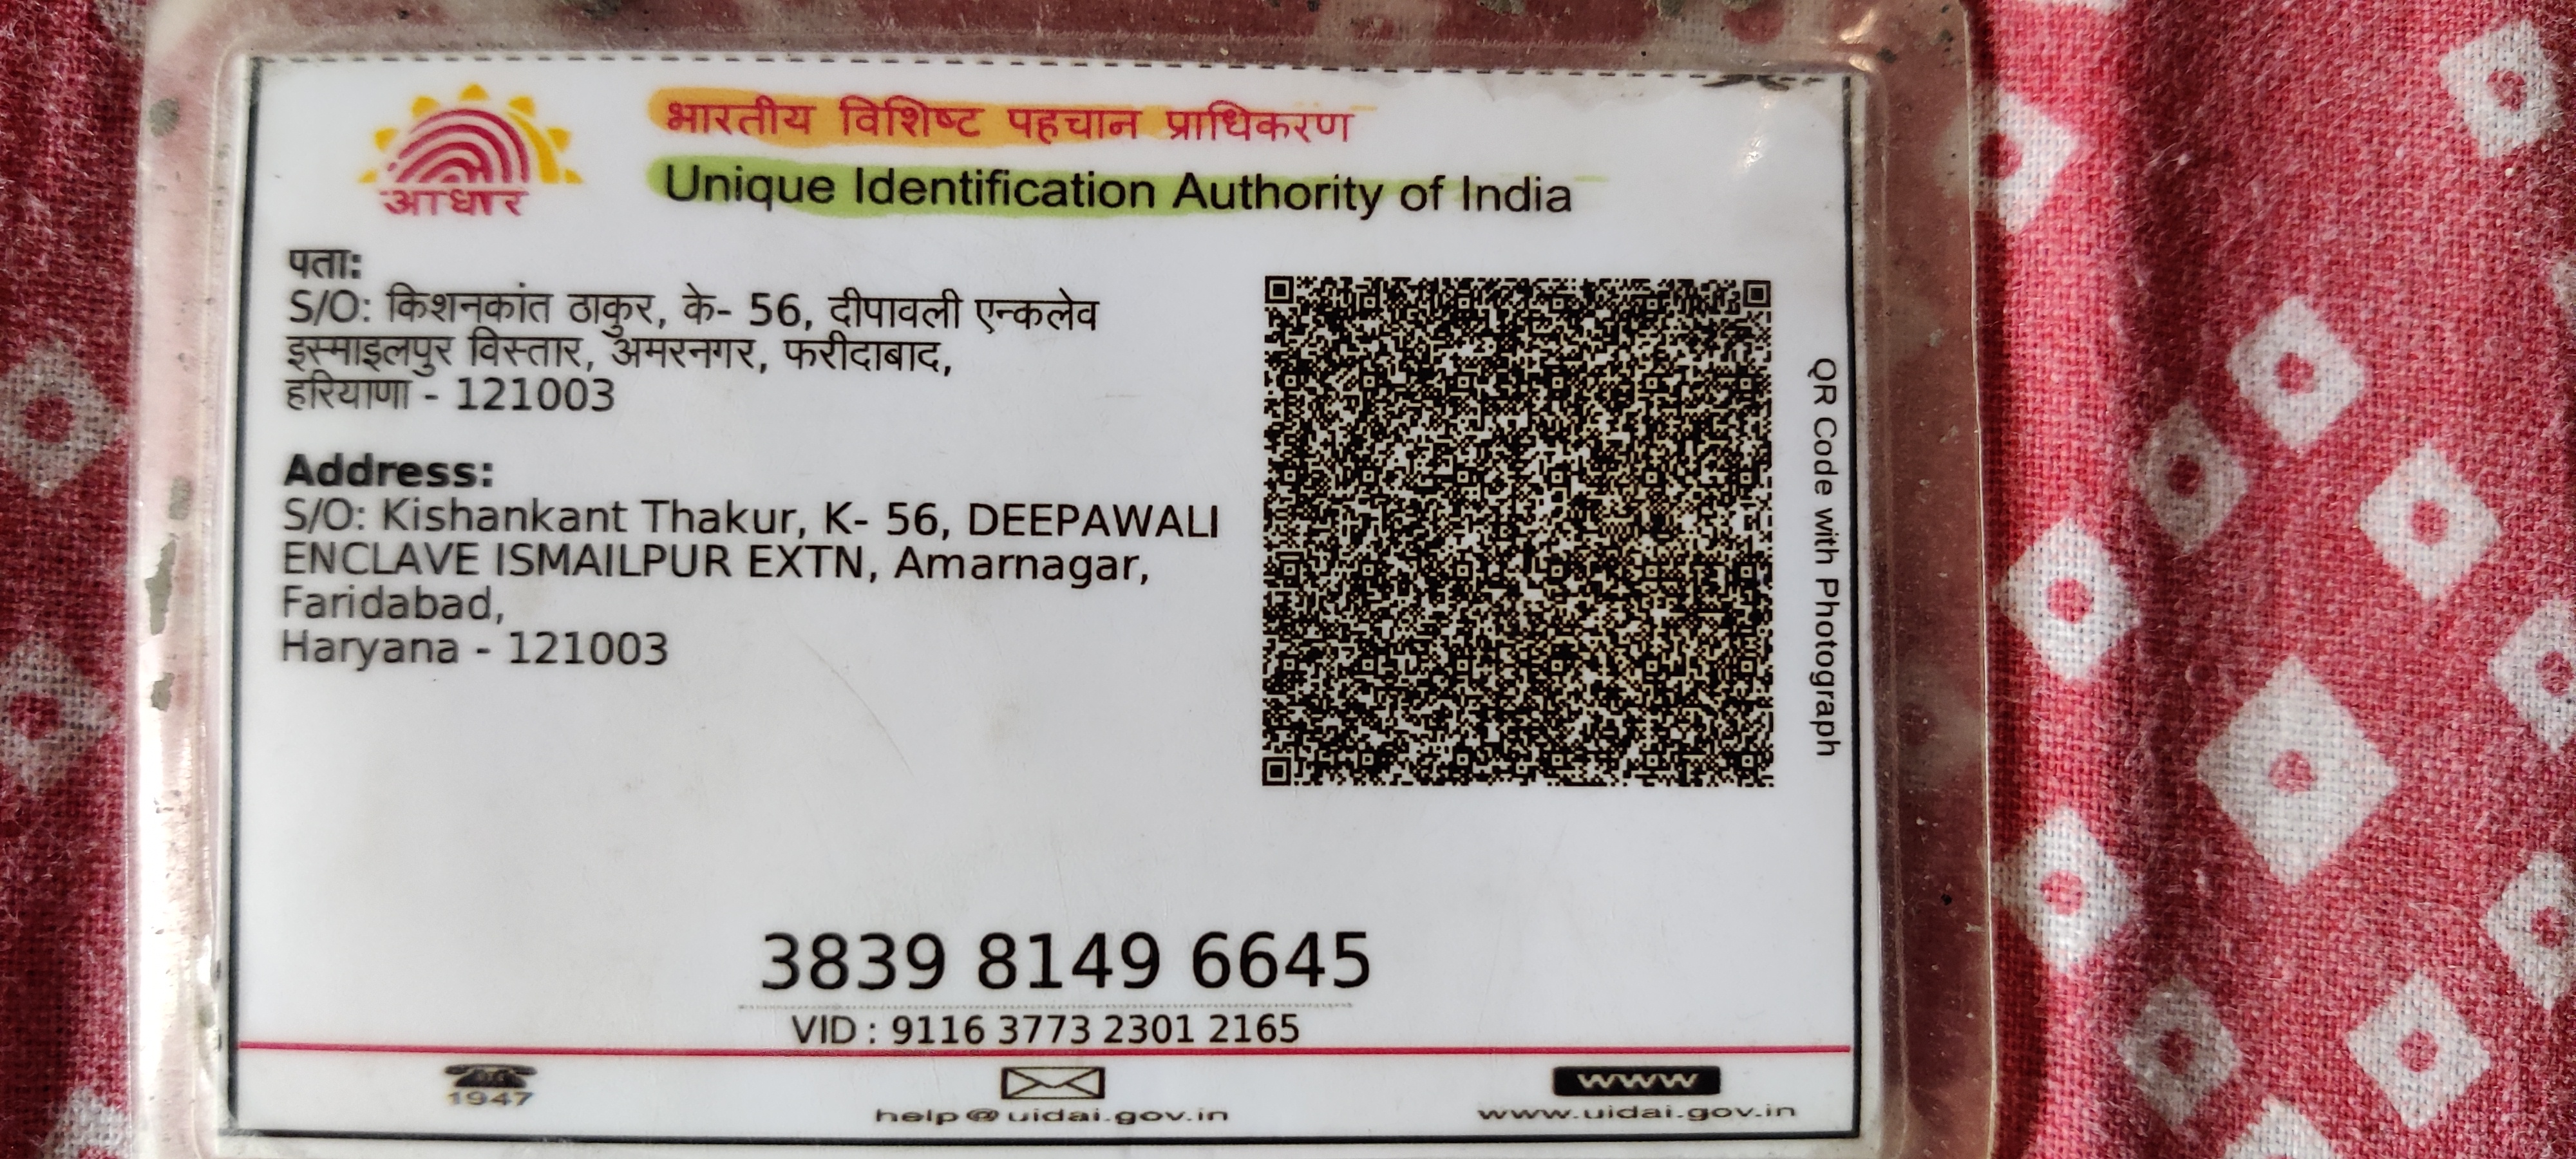 आधार
भारतीय विशिष्ट पहचान प्राधिकरण
Unique Identification Authority of India
पता:
S/O: किशनकांत ठाकुर, के- 56, दीपावली एन्कलेव
इस्माइलपुर विस्तार, अमरनगर, फरीदाबाद,
हरियाणा - 121003
Address:
S/O: Kishankant Thakur, K- 56, DEEPAWALI
ENCLAVE ISMAILPUR EXTN, Amarnagar,
Faridabad,
Haryana - 121003
QR Code with Photograph
3839 8149 6645
VID : 9116 3773 2301 2165
1947
help@uidai.gov.in
www
www.uidai.gov.in